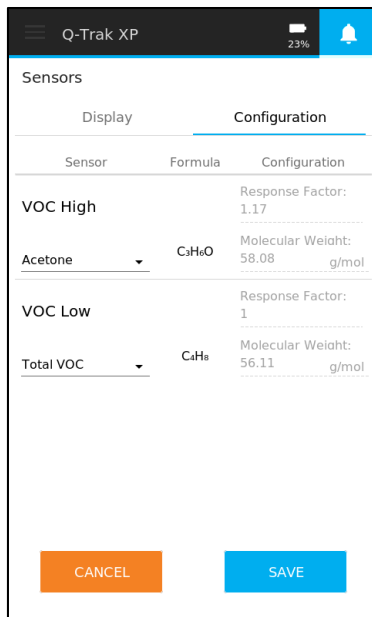 Q-Trak XP
23%
Sensors
Display Configuration
Sensor Formula Configuration
VOC High
Response Factor:
1.17
Acetone
C₃H₆O
Molecular Weight:
58.08 g/mol
VOC Low
Response Factor:
1
Total VOC
C₄H₈
Molecular Weight:
56.11 g/mol
CANCEL SAVE